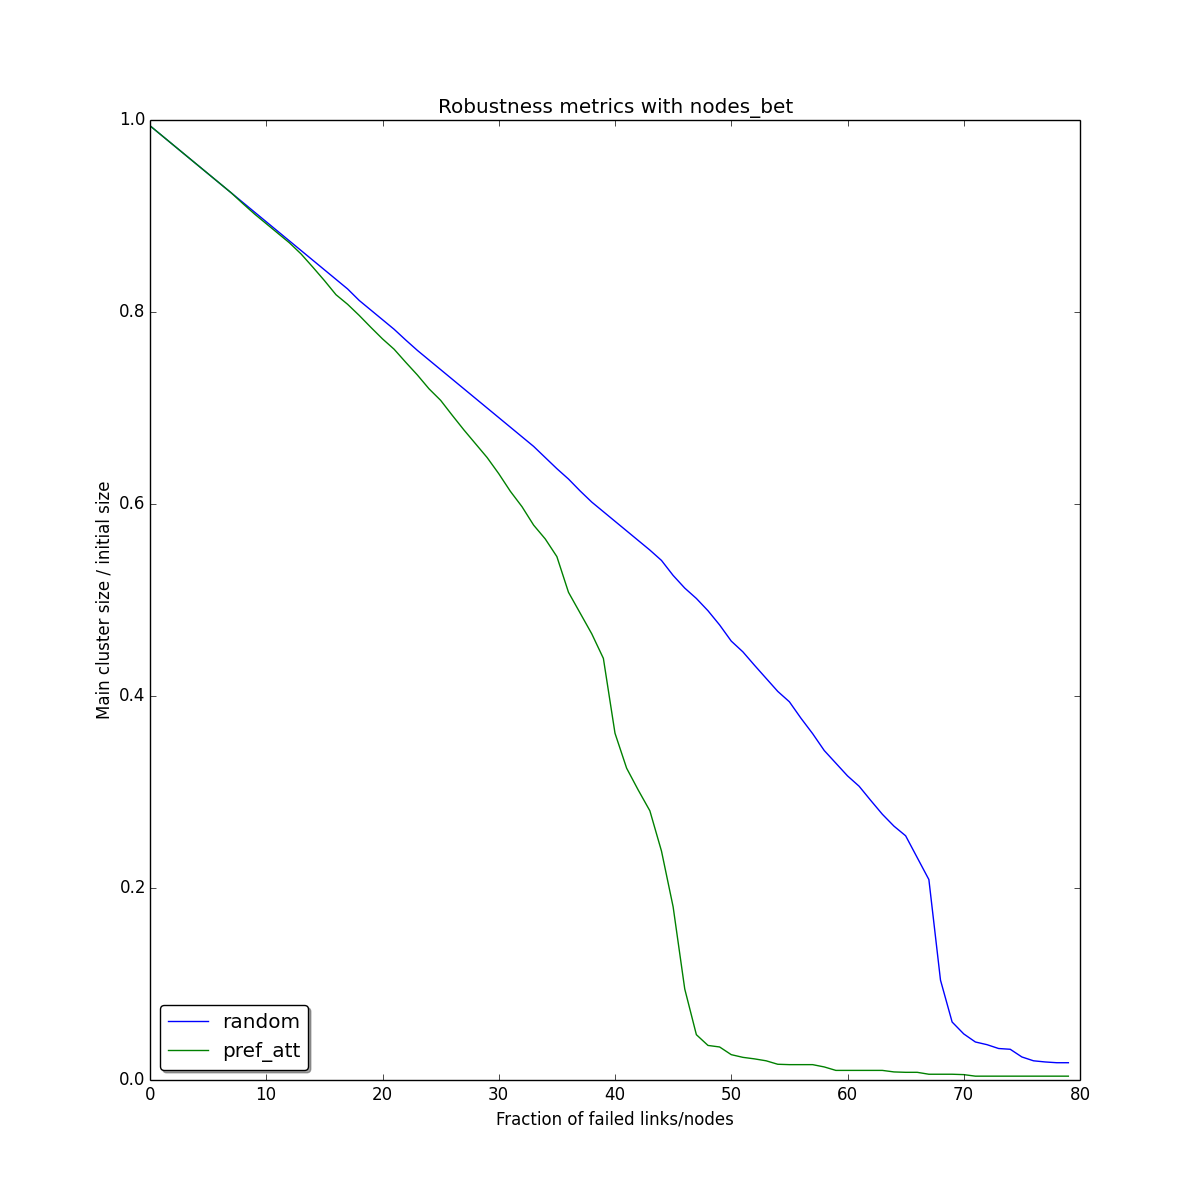 Robustness metrics with nodes_bet
1.0
0.8
0.6
0.4
0.2
0.0
Main cluster size / initial size
random
pref_att
0 10 20 30 40 50 60 70 80
Fraction of failed links/nodes